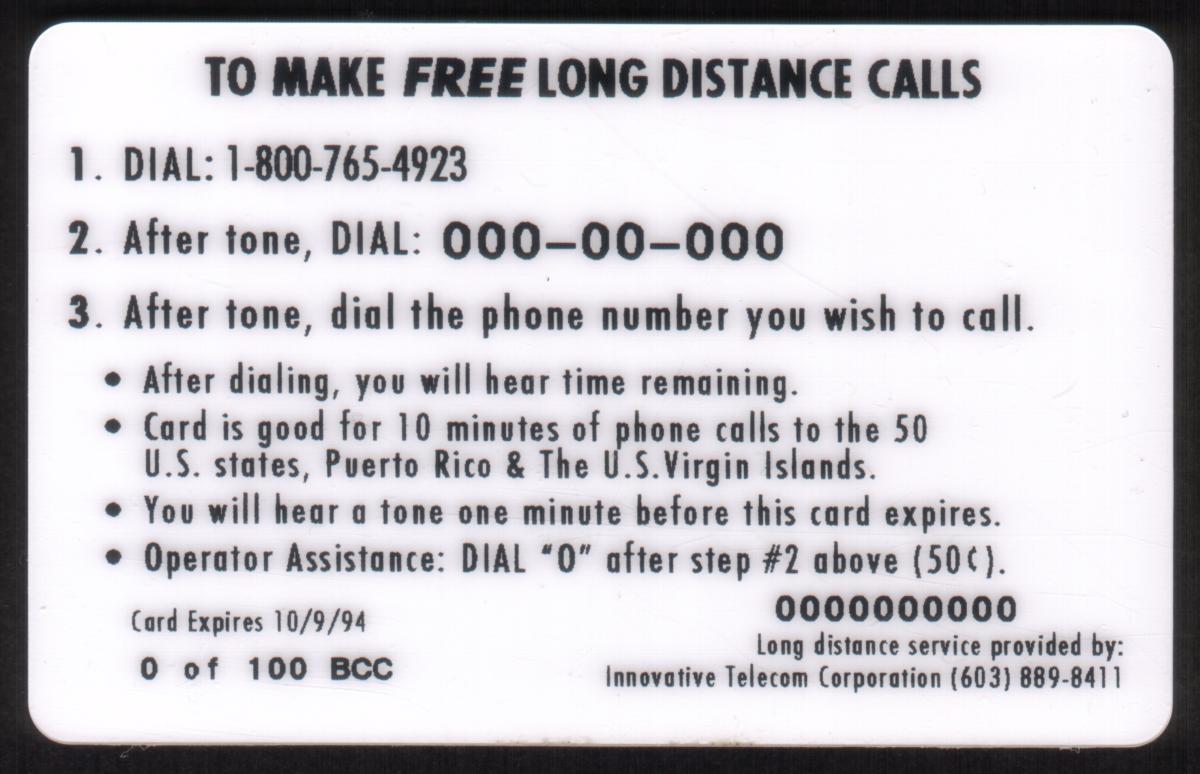 TO MAKE FREE LONG DISTANCE CALLS
1. DIAL: 1-800-765-4923
2. After tone, DIAL: 000-00-000
3. After tone, dial the phone number you wish to call.
• After dialing, you will hear time remaining.
• Card is good for 10 minutes of phone calls to the 50
U.S. states, Puerto Rico & The U.S.Virgin Islands.
• You will hear a tone one minute before this card expires.
• Operator Assistance: DIAL "0" after step #2 above (50¢).
Card Expires 10/9/94
0 of 100 BCC
0000000000
Long distance service provided by:
Innovative Telecom Corporation (603) 889-8411